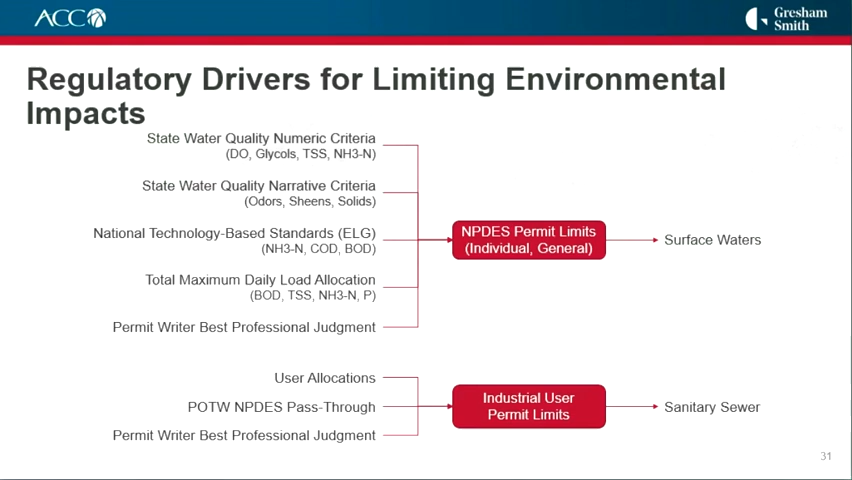 ACC
Gresham
Smith
Regulatory Drivers for Limiting Environmental
Impacts
State Water Quality Numeric Criteria
(DO, Glycols, TSS, NH3-N)
State Water Quality Narrative Criteria
(Odors, Sheens, Solids)
National Technology-Based Standards (ELG)
(NH3-N, COD, BOD)
Total Maximum Daily Load Allocation
(BOD, TSS, NH3-N, P)
Permit Writer Best Professional Judgment
NPDES Permit Limits
(Individual, General)
Surface Waters
User Allocations
POTW NPDES Pass-Through
Permit Writer Best Professional Judgment
Industrial User
Permit Limits
Sanitary Sewer
31